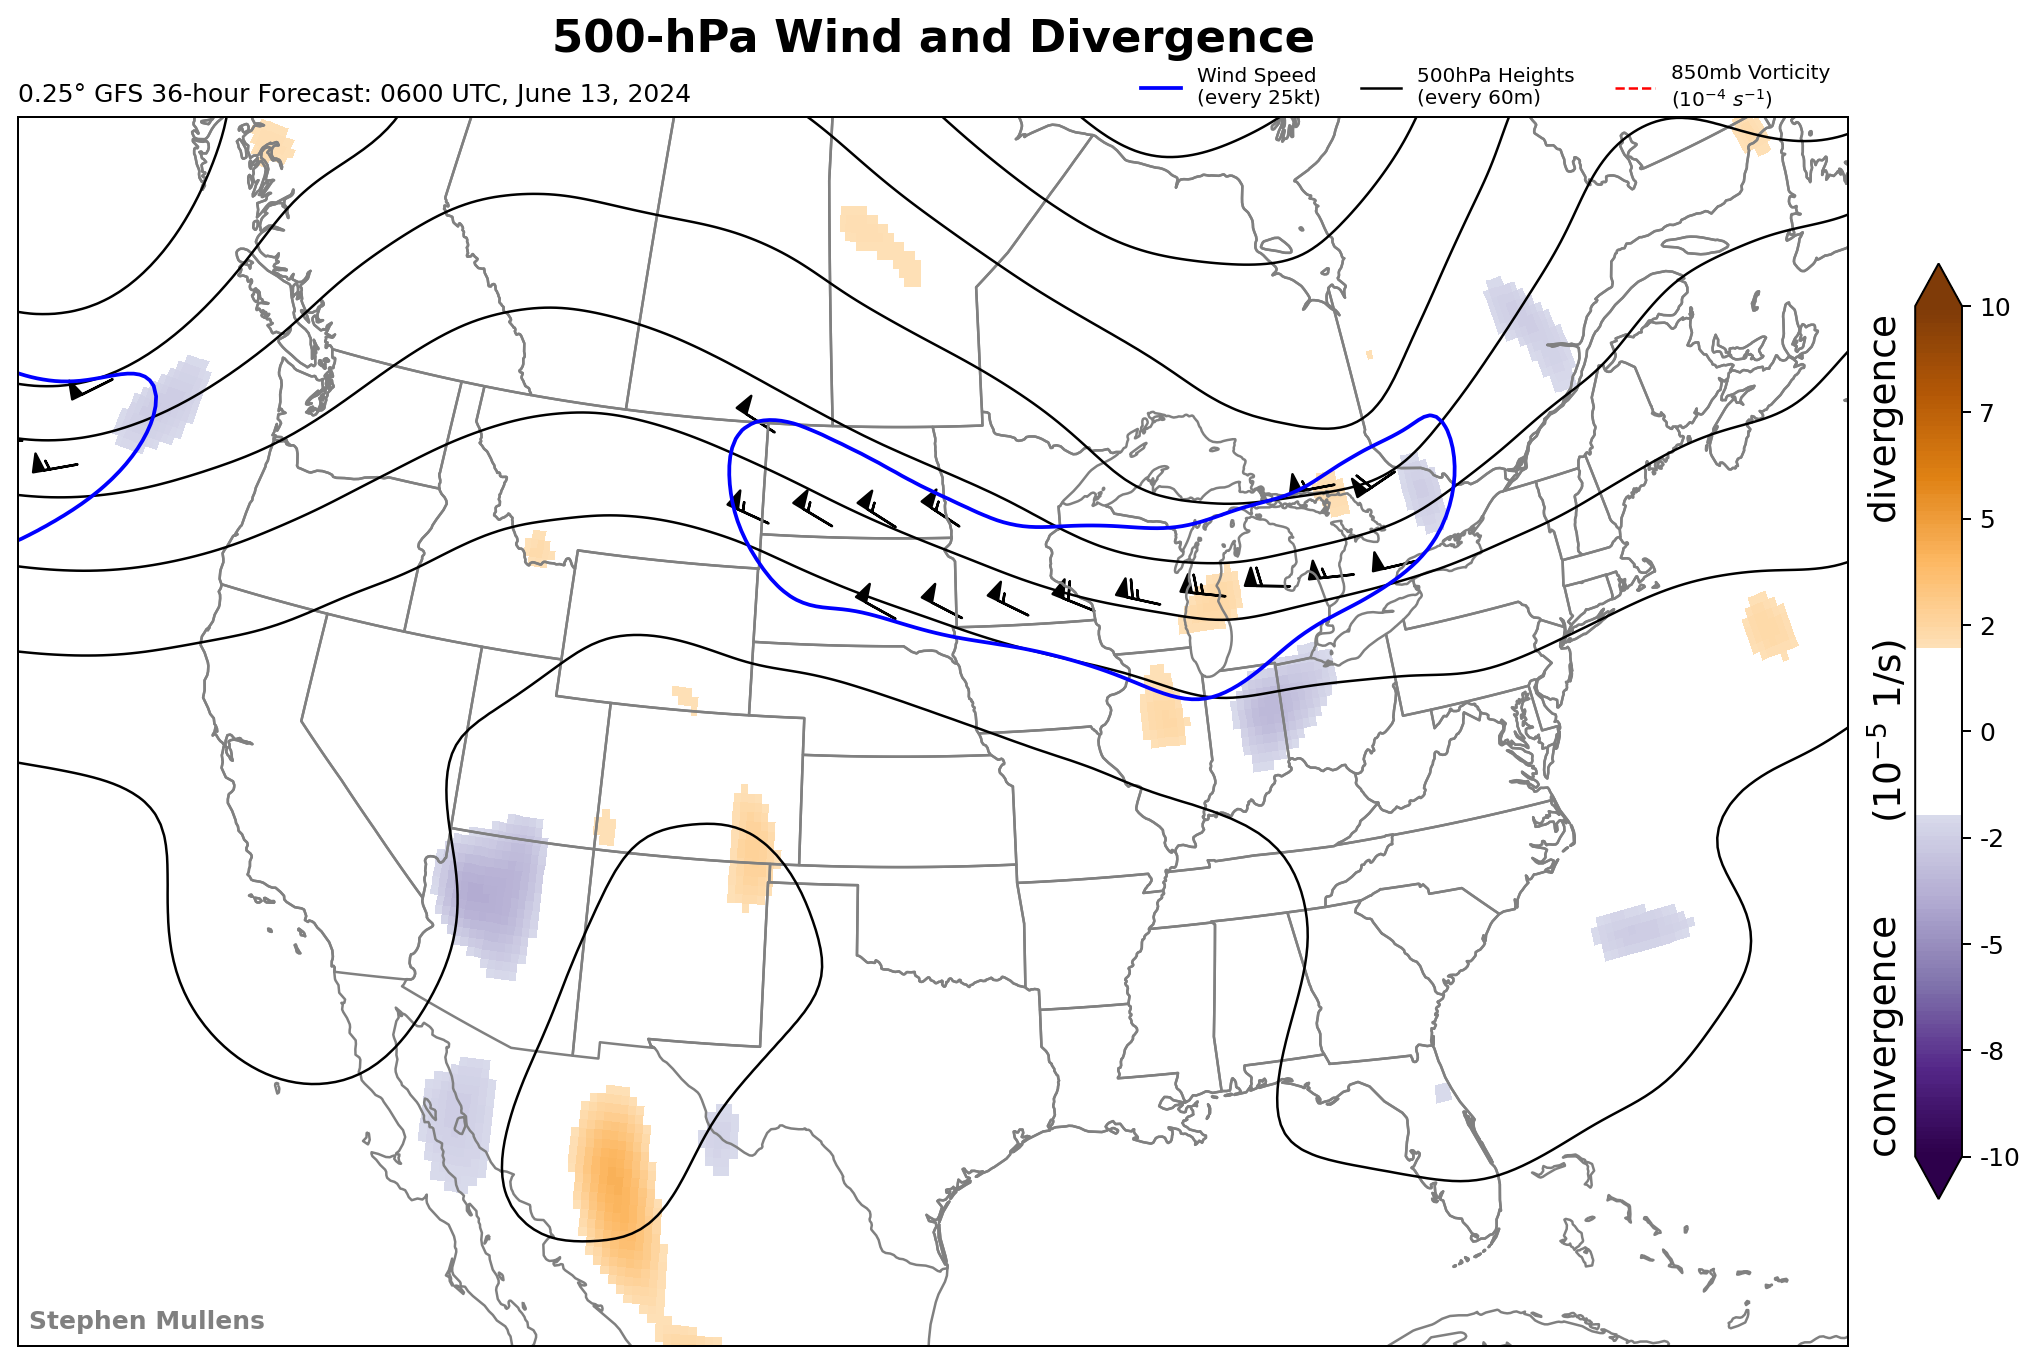 500-hPa Wind and Divergence
0.25° GFS 36-hour Forecast: 0600 UTC, June 13, 2024
Wind Speed
(every 25kt)
500hPa Heights
(every 60m)
850mb Vorticity
(10⁻⁴ s⁻¹)
10
7
5
2
0
-2
-5
-8
-10
convergence (10⁻⁵ 1/s) divergence
Stephen Mullens